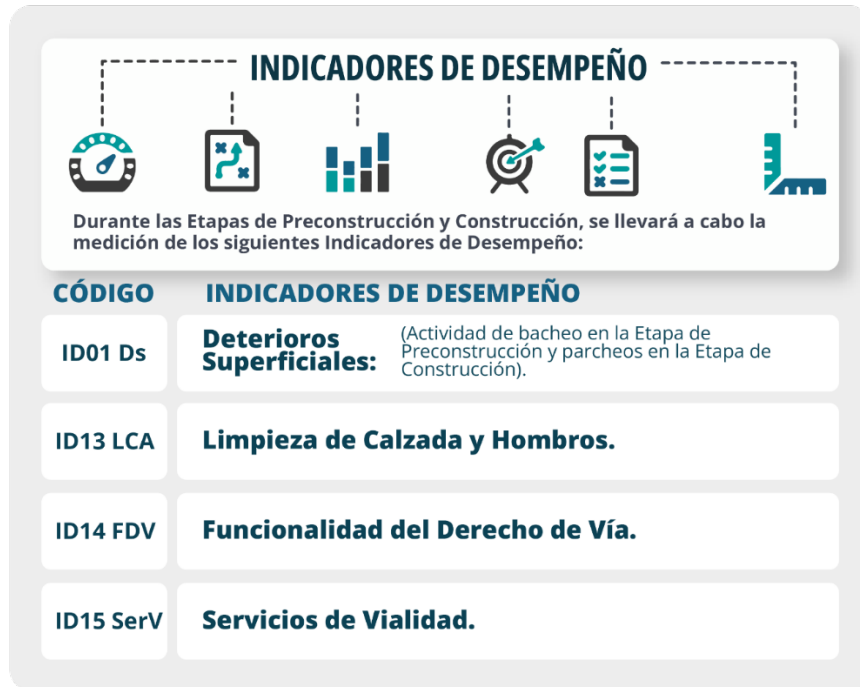 INDICADORES DE DESEMPEÑO
Durante las Etapas de Preconstrucción y Construcción, se llevará a cabo la
medición de los siguientes Indicadores de Desempeño:
CÓDIGO INDICADORES DE DESEMPEÑO
ID01 Ds
Deterioros
Superficiales:
(Actividad de bacheo en la Etapa de
Preconstrucción y parcheos en la Etapa de
Construcción).
ID13 LCA Limpieza de Calzada y Hombros.
ID14 FDV Funcionalidad del Derecho de Vía.
ID15 SerV Servicios de Vialidad.